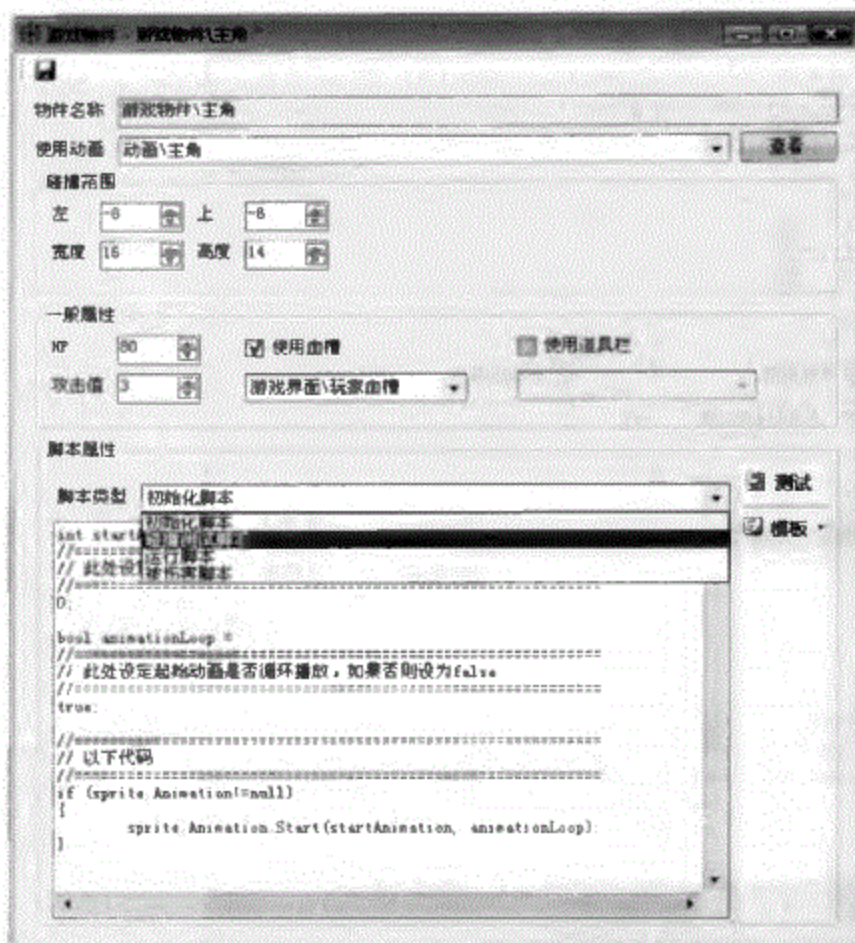 游戏物件 - 游戏物件\主角
物件名称 游戏物件\主角
使用动画 动画\主角 查看
碰撞范围
左 -8 上 -8
宽度 16 高度 14
一般属性
HP 80 使用血槽 使用道具栏
攻击值 3 游戏界面\玩家血槽
脚本属性
脚本类型 初始化脚本 测试
初始化脚本
模板
int start
运行脚本
// 此处设
被伤害脚本
0;
bool animationLoop =
//==================================================
// 此处设定起始动画是否循环播放，如果否则设为false
//==================================================
true;
//==================================================
// 以下代码
//==================================================
if (sprite.Animation!=null)
{
sprite.Animation.Start(startAnimation, animationLoop)
}